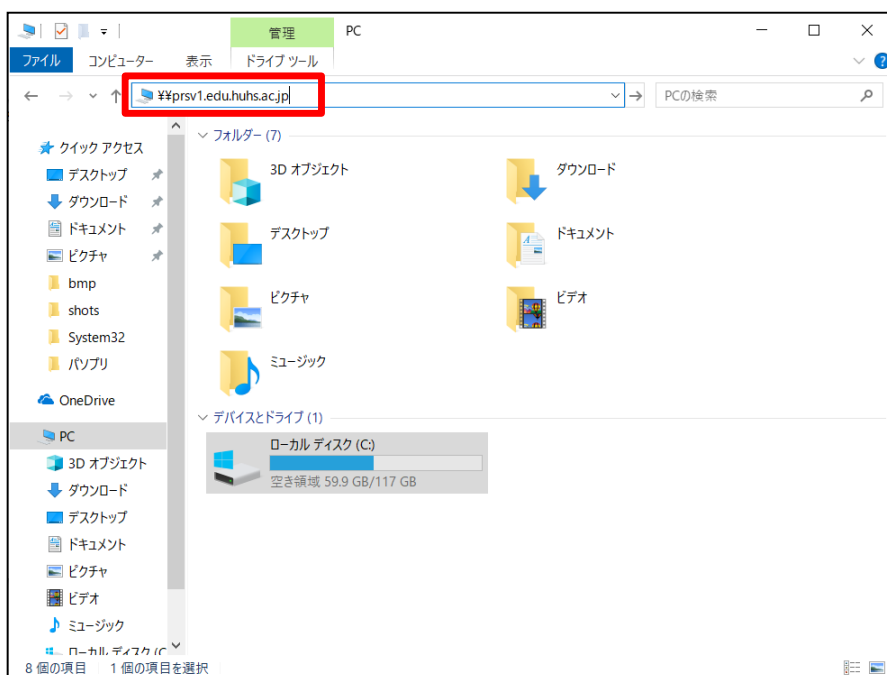 管理 PC
ファイル コンピューター 表示 ドライブ ツール
¥¥prsv1.edu.huhs.ac.jp PCの検索
クイック アクセス
デスクトップ
ダウンロード
ドキュメント
ピクチャ
bmp
shots
System32
パソプリ
OneDrive
PC
3D オブジェクト
ダウンロード
デスクトップ
ドキュメント
ピクチャ
ビデオ
ミュージック
ローカル ディスク (C
フォルダー (7)
3D オブジェクト
ダウンロード
デスクトップ
ドキュメント
ピクチャ
ビデオ
ミュージック
デバイスとドライブ (1)
ローカル ディスク (C:)
空き領域 59.9 GB/117 GB
8 個の項目 1 個の項目を選択